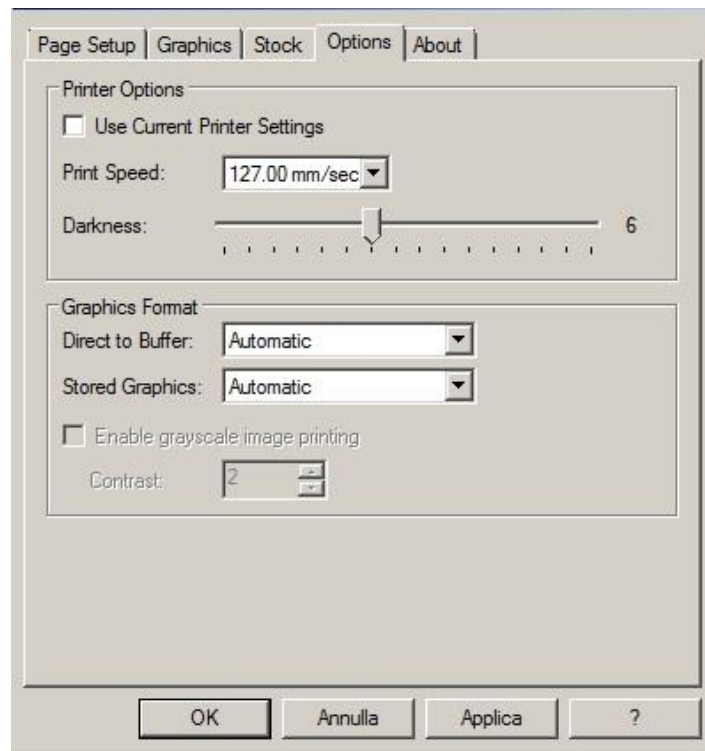 Page Setup Graphics Stock Options About
Printer Options
Use Current Printer Settings
Print Speed: 127.00 mm/sec
Darkness: 6
Graphics Format
Direct to Buffer: Automatic
Stored Graphics: Automatic
Enable grayscale image printing
Contrast: 2
OK Annulla Applica ?